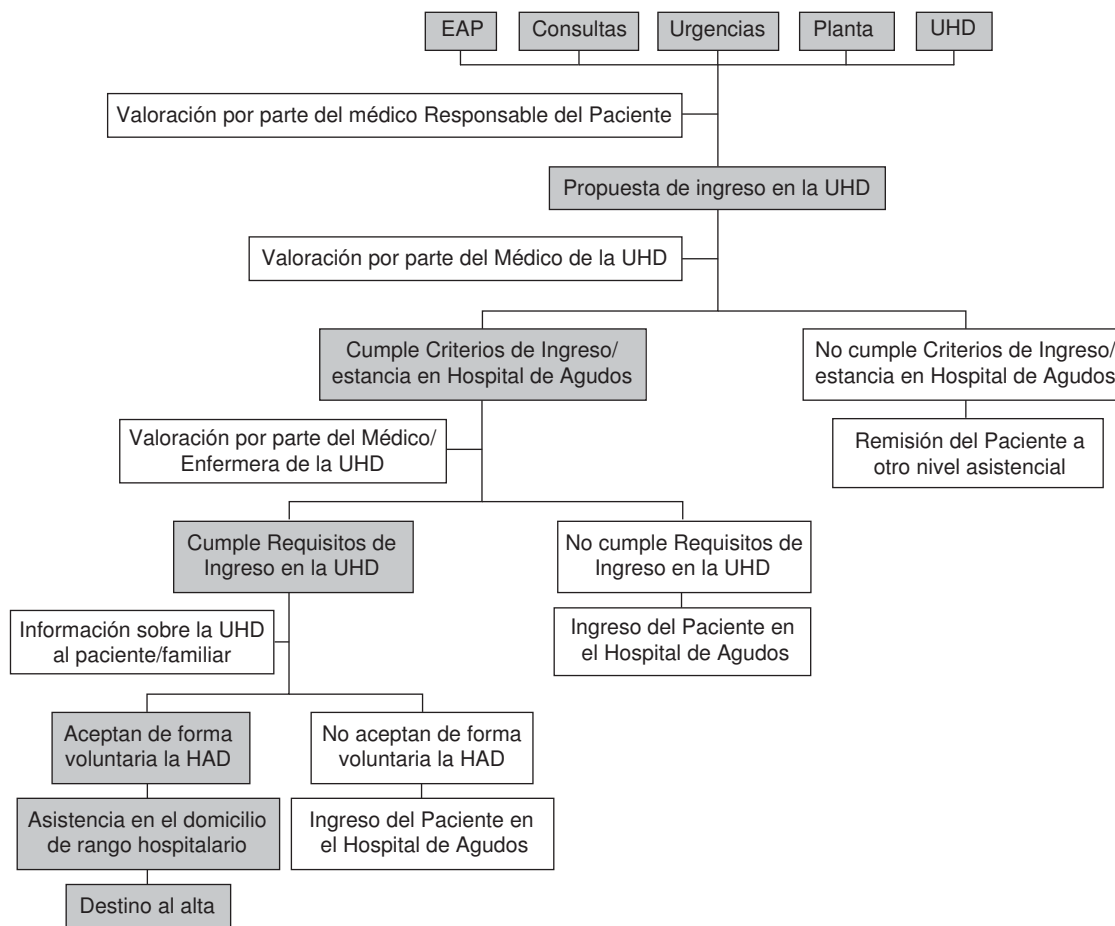 EAP
Consultas
Urgencias
Planta
UHD
Valoración por parte del médico Responsable del Paciente
Propuesta de ingreso en la UHD
Valoración por parte del Médico de la UHD
Cumple Criterios de Ingreso/
estancia en Hospital de Agudos
No cumple Criterios de Ingreso/
estancia en Hospital de Agudos
Valoración por parte del Médico/
Enfermera de la UHD
Remisión del Paciente a
otro nivel asistencial
Cumple Requisitos de
Ingreso en la UHD
No cumple Requisitos de
Ingreso en la UHD
Información sobre la UHD
al paciente/familiar
Ingreso del Paciente en
el Hospital de Agudos
Aceptan de forma
voluntaria la HAD
No aceptan de forma
voluntaria la HAD
Asistencia en el domicilio
de rango hospitalario
Ingreso del Paciente en
el Hospital de Agudos
Destino al alta